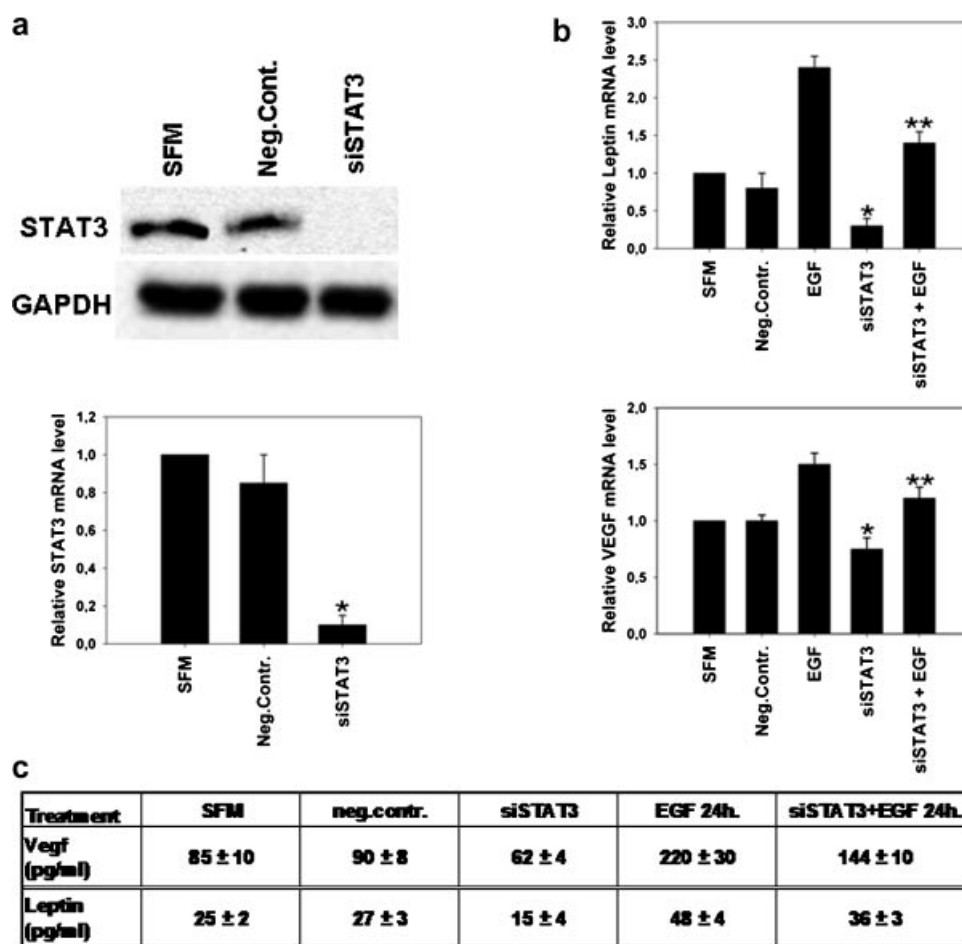 a
SFM
Neg.Cont.
siSTAT3
STAT3
GAPDH
Relative STAT3 mRNA level
1,2
1,0
0,8
0,6
0,4
0,2
0,0
*
SFM
Neg.Contr.
siSTAT3
b
Relative Leptin mRNA level
3,0
2,5
2,0
1,5
1,0
0,5
0,0
*
**
SFM
Neg.Contr.
EGF
siSTAT3
siSTAT3 + EGF
Relative VEGF mRNA level
2,0
1,5
1,0
0,5
0,0
*
**
SFM
Neg.Contr.
EGF
siSTAT3
siSTAT3 + EGF
c
Treatment SFM neg.contr. siSTAT3 EGF 24h. siSTAT3+EGF 24h.
Vegf
(pg/ml) 85 ± 10 90 ± 8 62 ± 4 220 ± 30 144 ± 10
Leptin
(pg/ml) 25 ± 2 27 ± 3 15 ± 4 48 ± 4 36 ± 3